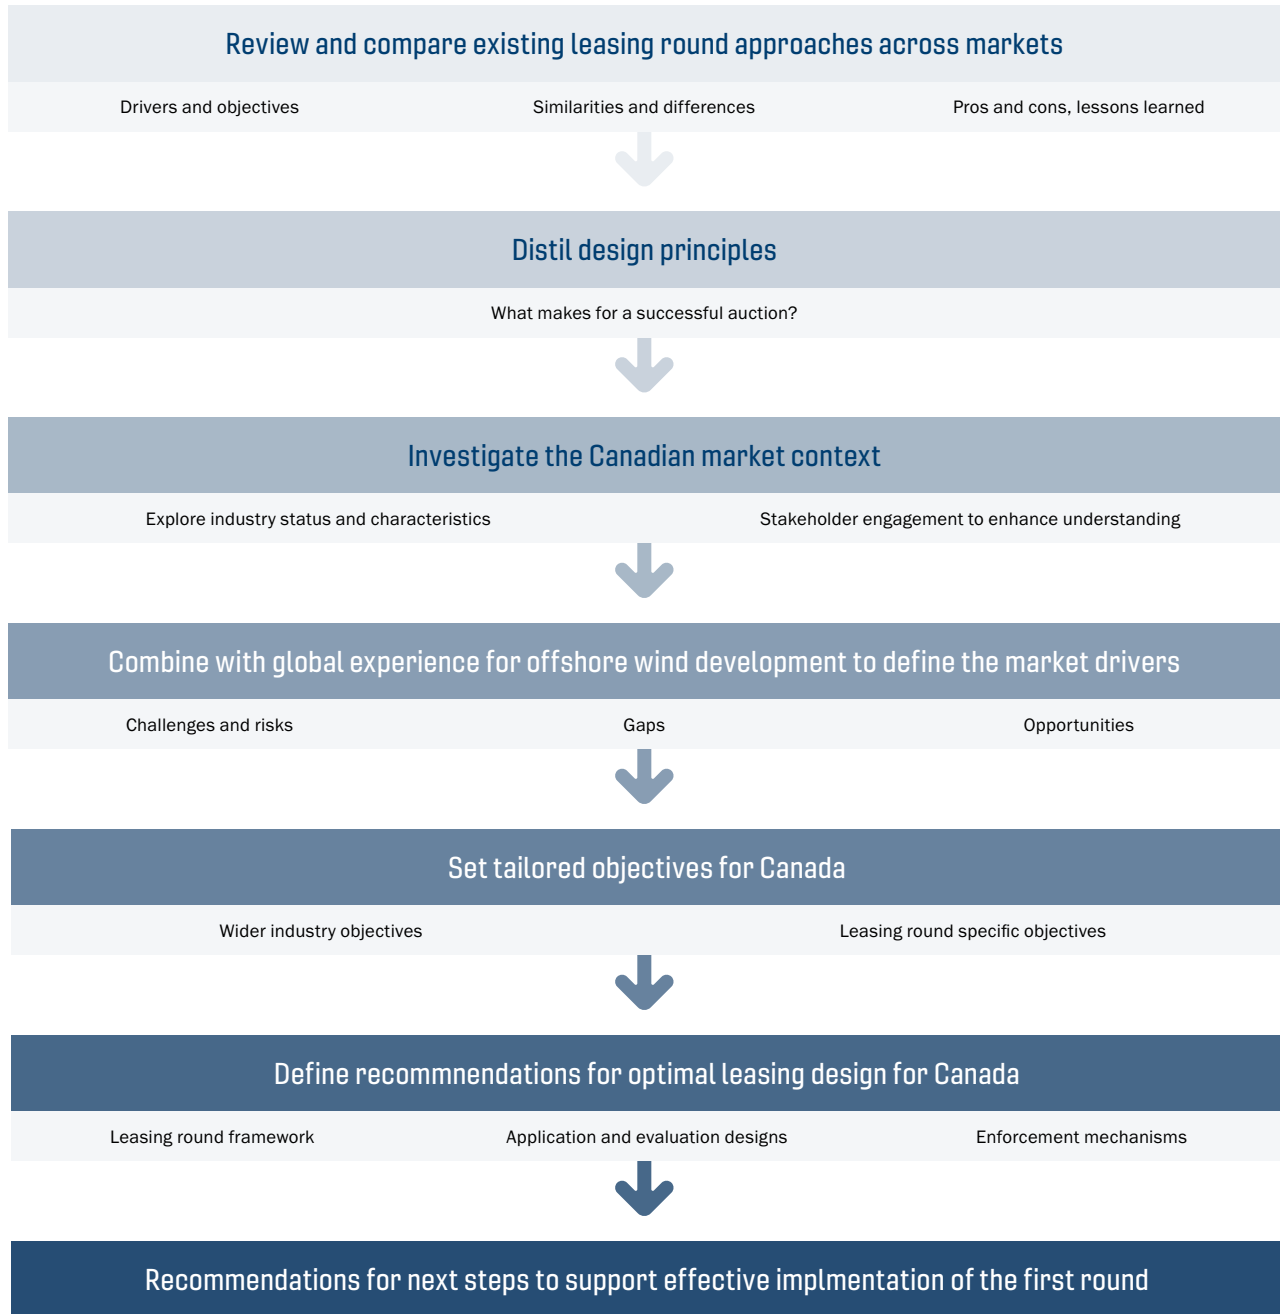 Review and compare existing leasing round approaches across markets
Drivers and objectives
Similarities and differences
Pros and cons, lessons learned
Distil design principles
What makes for a successful auction?
Investigate the Canadian market context
Explore industry status and characteristics
Stakeholder engagement to enhance understanding
Combine with global experience for offshore wind development to define the market drivers
Challenges and risks
Gaps
Opportunities
Set tailored objectives for Canada
Wider industry objectives
Leasing round specific objectives
Define recommnendations for optimal leasing design for Canada
Leasing round framework
Application and evaluation designs
Enforcement mechanisms
Recommendations for next steps to support effective implmentation of the first round